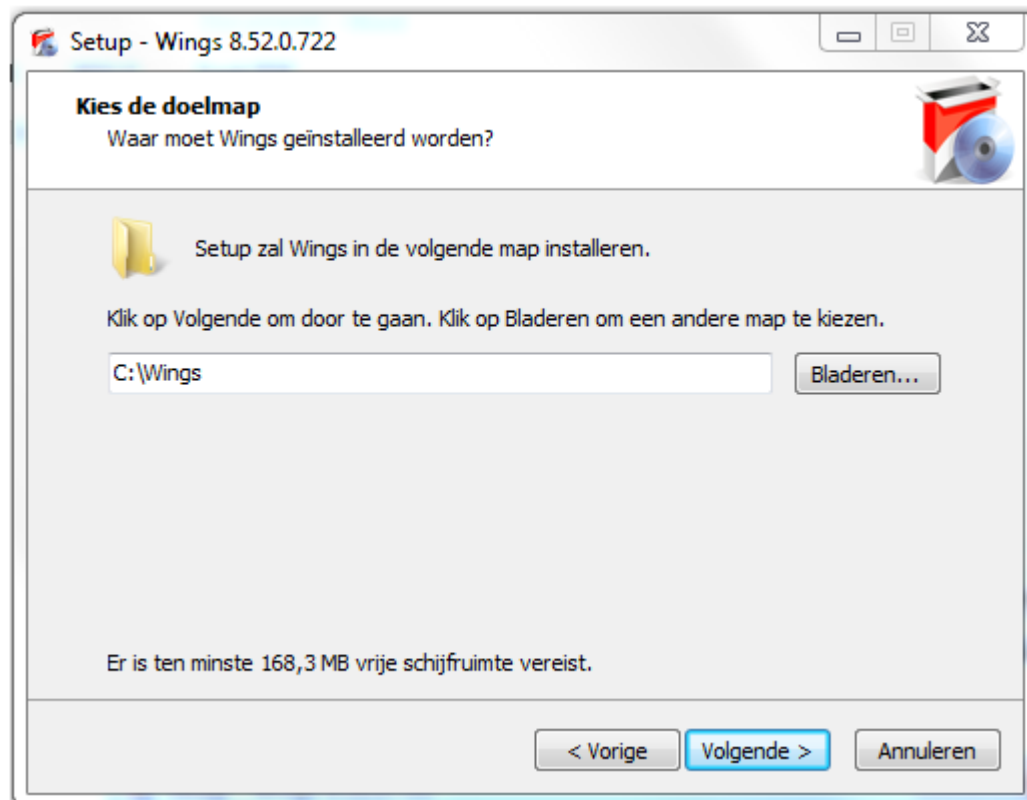 Setup - Wings 8.52.0.722
Kies de doelmap
Waar moet Wings geïnstalleerd worden?
Setup zal Wings in de volgende map installeren.
Klik op Volgende om door te gaan. Klik op Bladeren om een andere map te kiezen.
C:\Wings
Bladeren...
Er is ten minste 168,3 MB vrije schijfruimte vereist.
< Vorige Volgende > Annuleren